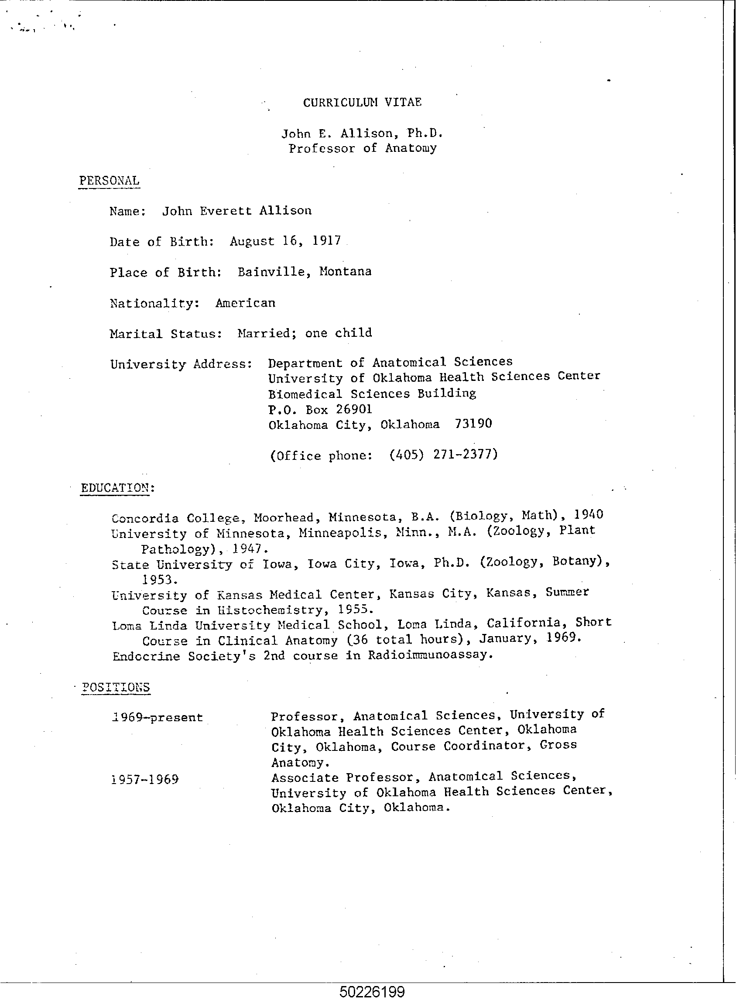 CURRICULUM VITAE
John E. Allison, Ph.D.
Professor of Anatomy
PERSONAL
Name: John Everett Allison
Date of Birth: August 16, 1917
Place of Birth: Bainville, Montana
Nationality: American
Marital Status: Married; one child
University Address: Department of Anatomical Sciences
University of Oklahoma Health Sciences Center
Biomedical Sciences Building
P.O. Box 26901
Oklahoma City, Oklahoma 73190
(Office phone: (405) 271-2377)
EDUCATION:
Concordia College, Moorhead, Minnesota, B.A. (Biology, Math), 1940
University of Minnesota, Minneapolis, Minn., M.A. (Zoology, Plant
Pathology), 1947.
State University of Iowa, Iowa City, Iowa, Ph.D. (Zoology, Botany),
1953.
University of Kansas Medical Center, Kansas City, Kansas, Summer
Course in Histochemistry, 1955.
Loma Linda University Medical School, Loma Linda, California, Short
Course in Clinical Anatomy (36 total hours), January, 1969.
Endocrine Society's 2nd course in Radioimmunoassay.
POSITIONS
1969-present Professor, Anatomical Sciences, University of
Oklahoma Health Sciences Center, Oklahoma
City, Oklahoma, Course Coordinator, Gross
Anatomy.
1957-1969 Associate Professor, Anatomical Sciences,
University of Oklahoma Health Sciences Center,
Oklahoma City, Oklahoma.
50226199